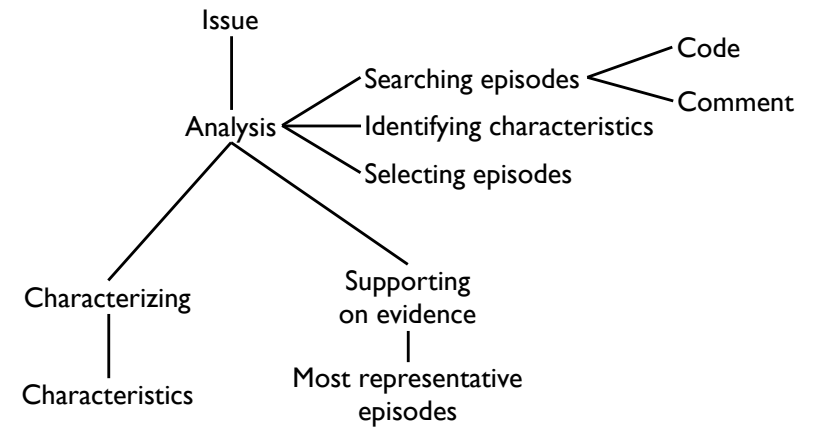 Issue
Code
Searching episodes
Comment
Analysis
Identifying characteristics
Selecting episodes
Characterizing
Supporting
on evidence
Characteristics
Most representative
episodes